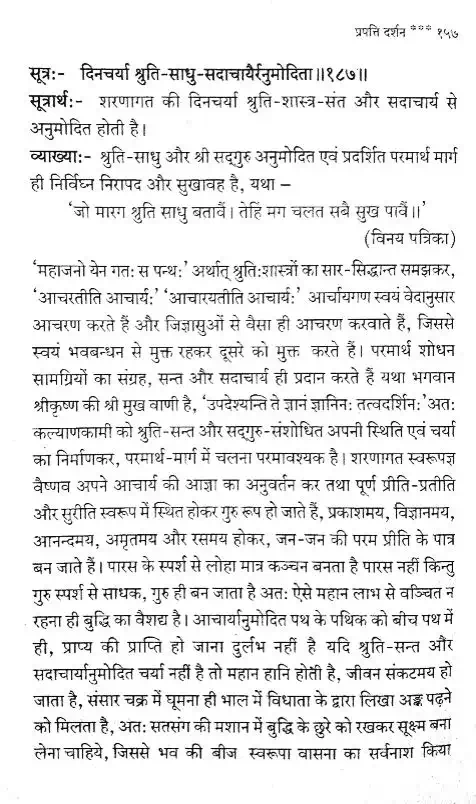 प्रपत्ति दर्शन *** १५७
सूत्रः- दिनचर्या श्रुति-साधु-सदाचार्यैर्रनुमोदिता॥१८७॥
सूत्रार्थः- शरणागत की दिनचर्या श्रुति-शास्त्र-संत और सदाचार्य से
अनुमोदित होती है।
व्याख्याः- श्रुति-साधु और श्री सद्‌गुरु अनुमोदित एवं प्रदर्शित परमार्थ मार्ग
ही निर्विघ्न निरापद और सुखावह है, यथा –
‘जो मारग श्रुति साधु बतावैं। तेहिं मग चलत सबै सुख पावैं॥’
(विनय पत्रिका)
‘महाजनो येन गतः स पन्थः’ अर्थात् श्रुतिःशास्त्रों का सार-सिद्धान्त समझकर,
‘आचरतीति आचार्यः’ ‘आचारयतीति आचार्यः’ आर्चायगण स्वयं वेदानुसार
आचरण करते हैं और जिज्ञासुओं से वैसा ही आचरण करवाते हैं, जिससे
स्वयं भवबन्धन से मुक्त रहकर दूसरे को मुक्त करते हैं। परमार्थ शोधन
सामग्रियों का संग्रह, सन्त और सदाचार्य ही प्रदान करते हैं यथा भगवान
श्रीकृष्ण की श्री मुख वाणी है, ‘उपदेश्यन्ति ते ज्ञानं ज्ञानिनः तत्वदर्शिनः’ अतः
कल्याणकामी को श्रुति-सन्त और सद्‌गुरु-संशोधित अपनी स्थिति एवं चर्या
का निर्माणकर, परमार्थ-मार्ग में चलना परमावश्यक है। शरणागत स्वरूपज्ञ
वैष्णव अपने आचार्य की आज्ञा का अनुवर्तन कर तथा पूर्ण प्रीति-प्रतीति
और सुरीति स्वरूप में स्थित होकर गुरु रूप हो जाते हैं, प्रकाशमय, विज्ञानमय,
आनन्दमय, अमृतमय और रसमय होकर, जन-जन की परम प्रीति के पात्र
बन जाते हैं। पारस के स्पर्श से लोहा मात्र कञ्चन बनता है पारस नहीं किन्तु
गुरु स्पर्श से साधक, गुरु ही बन जाता है अतः ऐसे महान लाभ से वञ्चित न
रहना ही बुद्धि का वैशद्य है। आचार्यानुमोदित पथ के पथिक को बीच पथ में
ही, प्राप्य की प्राप्ति हो जाना दुर्लभ नहीं है यदि श्रुति-सन्त और
सदाचार्यानुमोदित चर्या नहीं है तो महान हानि होती है, जीवन संकटमय हो
जाता है, संसार चक्र में घूमना ही भाल में विधाता के द्वारा लिखा अङ्क पढ़ने
को मिलता है, अतः सतसंग की मशान में बुद्धि के छुरे को रखकर सूक्ष्म बना
लेना चाहिये, जिससे भव की बीज स्वरूपा वासना का सर्वनाश किया